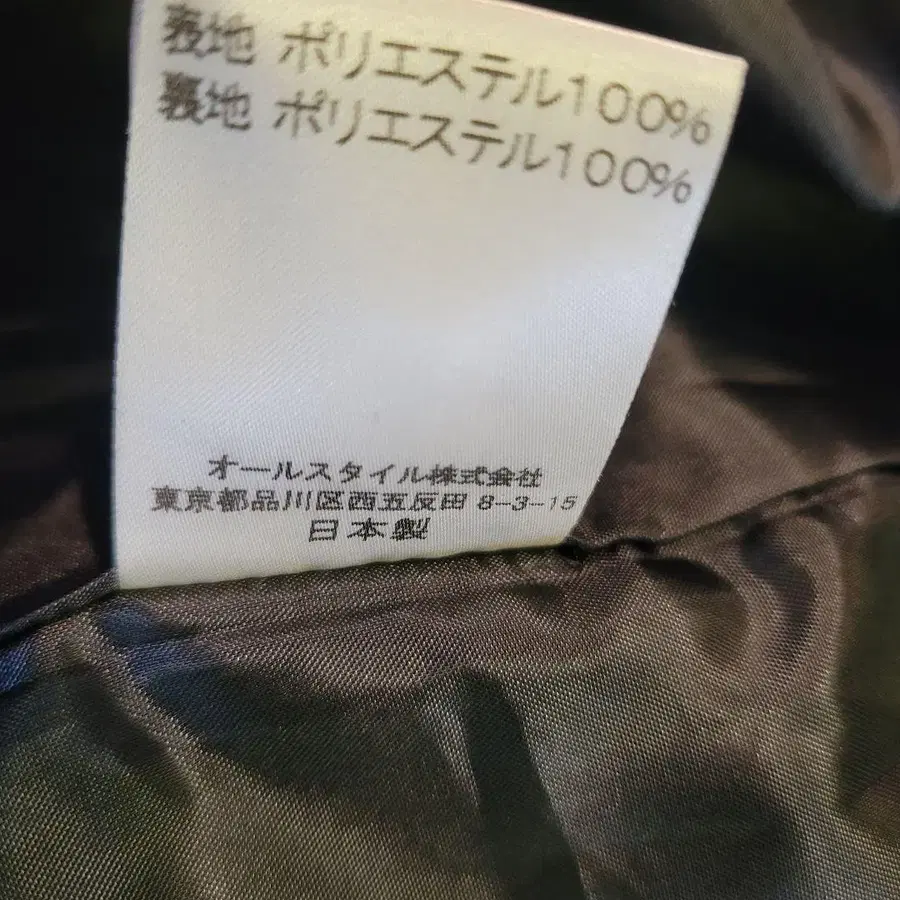 表地 ポリエステル100%
裏地 ポリエステル100%
オールスタイル株式会社
東京都品川区西五反田 8-3-15
日本製